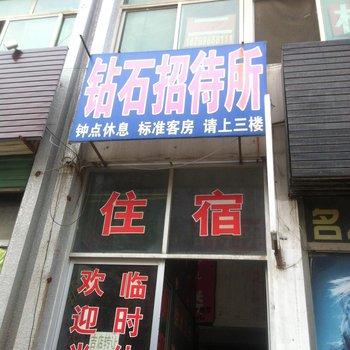 钻石招待所
钟点休息 标准客房 请上三楼
住宿
欢迎
临时
名